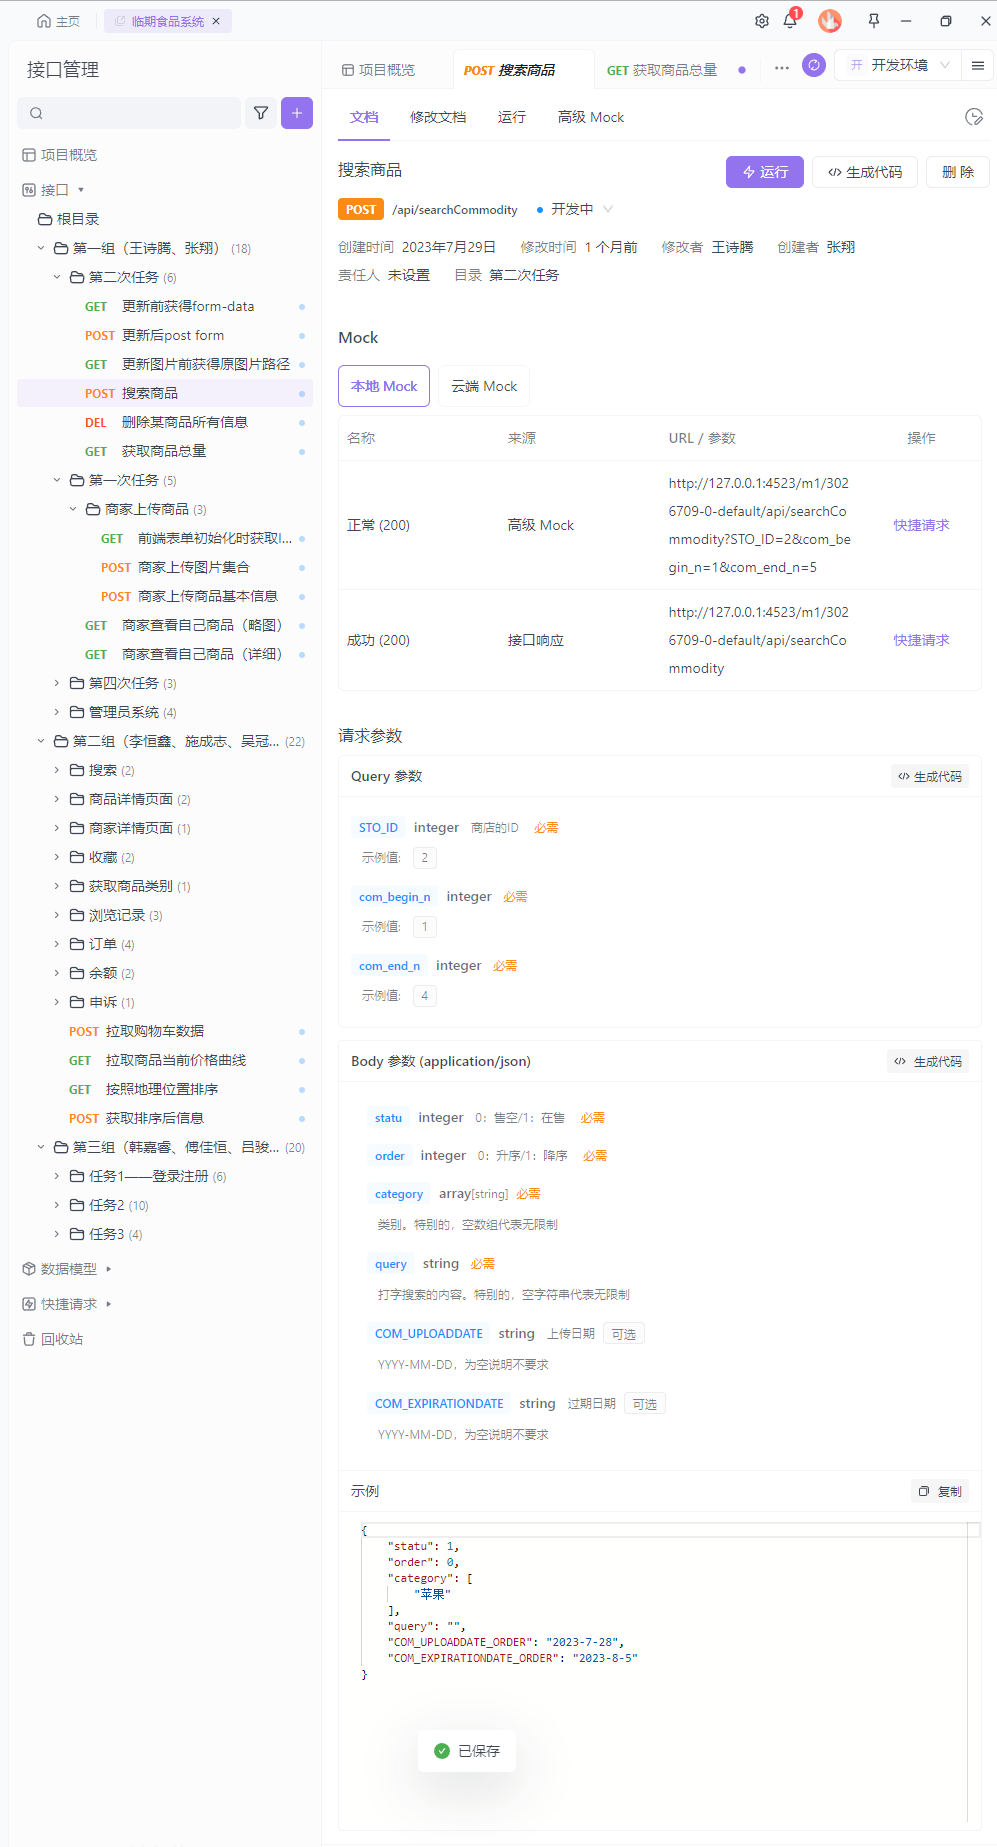 主页
临期食品系统
1
接口管理
项目概览
接口
根目录
第一组（王诗腾、张翔） (18)
第二次任务 (6)
GET 更新前获得form-data
POST 更新后post form
GET 更新图片前获得原图片路径
POST 搜索商品
DEL 删除某商品所有信息
GET 获取商品总量
第一次任务 (5)
商家上传商品 (3)
GET 前端表单初始化时获取I...
POST 商家上传图片集合
POST 商家上传商品基本信息
GET 商家查看自己商品（略图）
GET 商家查看自己商品（详细）
第四次任务 (3)
管理员系统 (4)
第二组（李恒鑫、施成志、吴冠... (22)
搜索 (2)
商品详情页面 (2)
商家详情页面 (1)
收藏 (2)
获取商品类别 (1)
浏览记录 (3)
订单 (4)
余额 (2)
申诉 (1)
POST 拉取购物车数据
GET 拉取商品当前价格曲线
GET 按照地理位置排序
POST 获取排序后信息
第三组（韩嘉睿、傅佳恒、吕骏... (20)
任务1——登录注册 (6)
任务2 (10)
任务3 (4)
数据模型
快捷请求
回收站
项目概览
POST 搜索商品
GET 获取商品总量
开 开发环境
文档 修改文档 运行 高级 Mock
搜索商品
运行
生成代码
删 除
POST /api/searchCommodity 开发中
创建时间 2023年7月29日 修改时间 1 个月前 修改者 王诗腾 创建者 张翔
责任人 未设置 目录 第二次任务
Mock
本地 Mock 云端 Mock
名称 来源 URL / 参数 操作
正常 (200) 高级 Mock
http://127.0.0.1:4523/m1/302
6709-0-default/api/searchCo
mmodity?STO_ID=2&com_be
gin_n=1&com_end_n=5
快捷请求
成功 (200) 接口响应
http://127.0.0.1:4523/m1/302
6709-0-default/api/searchCo
mmodity
快捷请求
请求参数
Query 参数 生成代码
STO_ID integer 商店的ID 必需
示例值: 2
com_begin_n integer 必需
示例值: 1
com_end_n integer 必需
示例值: 4
Body 参数 (application/json) 生成代码
statu integer 0：售空/1：在售 必需
order integer 0：升序/1：降序 必需
category array[string] 必需
类别。特别的，空数组代表无限制
query string 必需
打字搜索的内容。特别的，空字符串代表无限制
COM_UPLOADDATE string 上传日期 可选
YYYY-MM-DD，为空说明不要求
COM_EXPIRATIONDATE string 过期日期 可选
YYYY-MM-DD，为空说明不要求
示例 复制
{
"statu": 1,
"order": 0,
"category": [
"苹果"
],
"query": "",
"COM_UPLOADDATE_ORDER": "2023-7-28",
"COM_EXPIRATIONDATE_ORDER": "2023-8-5"
}
已保存